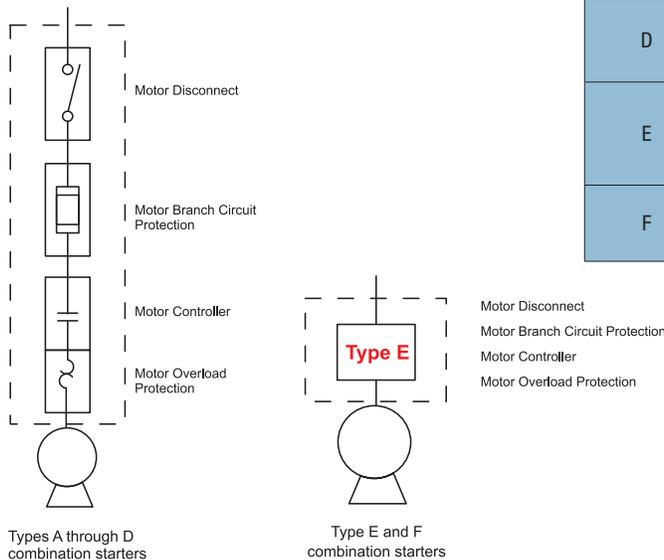 Motor Disconnect
Motor Branch Circuit
Protection
Motor Controller
Motor Overload
Protection
Types A through D
combination starters
Type E
Motor Disconnect
Motor Branch Circuit Protection
Motor Controller
Motor Overload Protection
Type E and F
combination starters
D
E
F